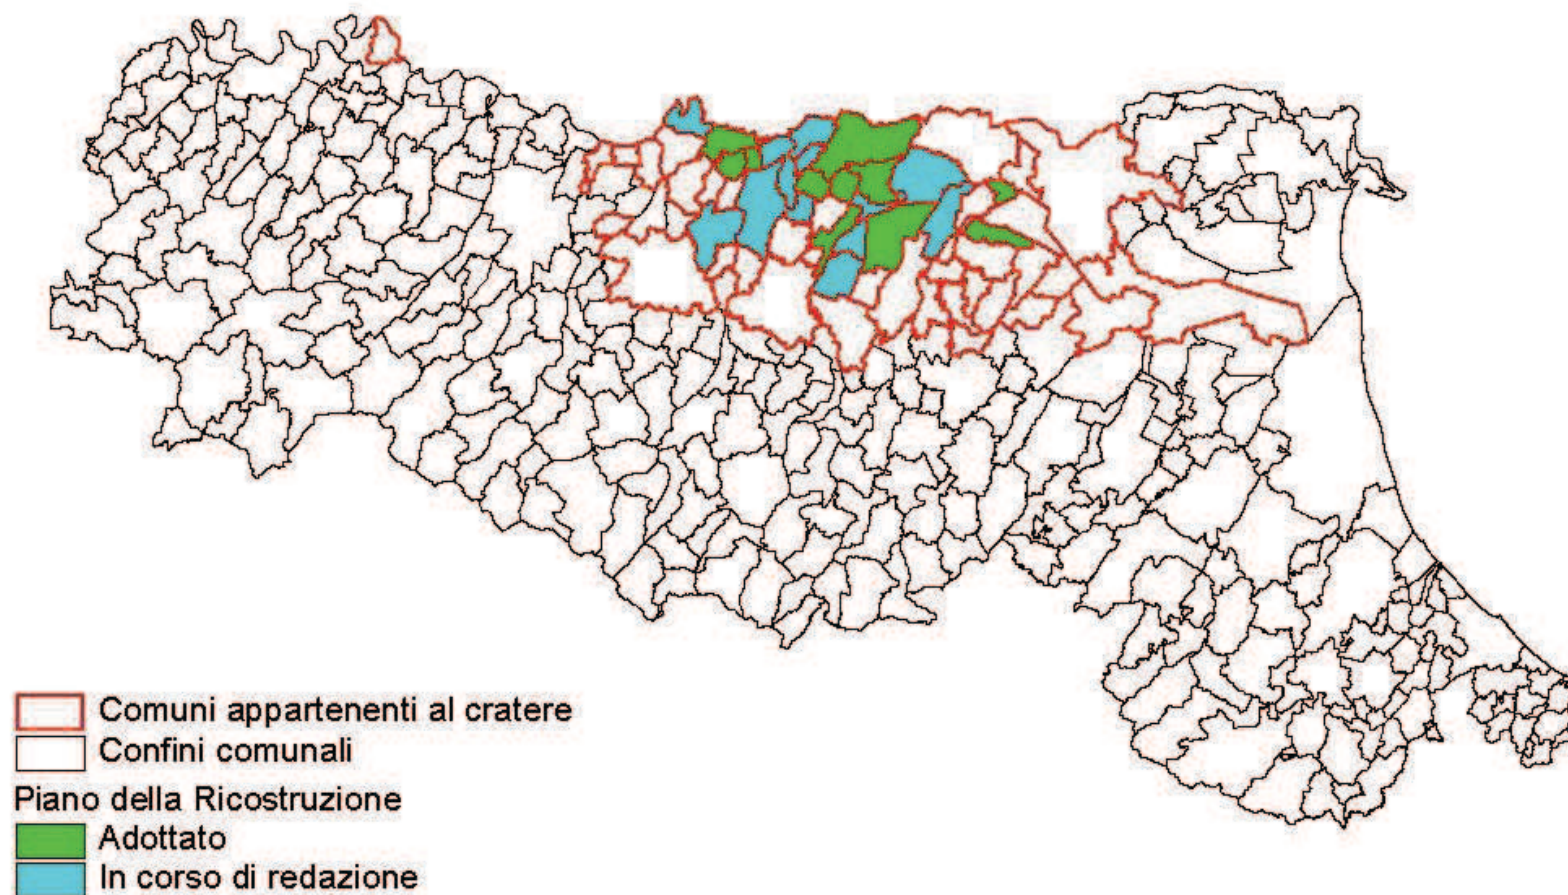 Comuni appartenenti al cratere
Confini comunali
Piano della Ricostruzione
Adottato
In corso di redazione